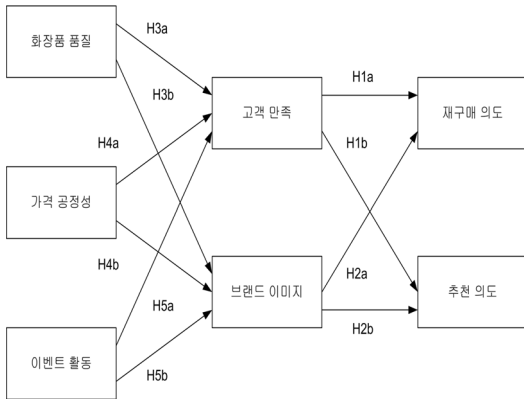 화장품 품질
H3a
H3b
고객 만족
H1a
재구매 의도
H1b
H4a
가격 공정성
H4b
H5a
브랜드 이미지
H2a
추천 의도
H2b
이벤트 활동
H5b